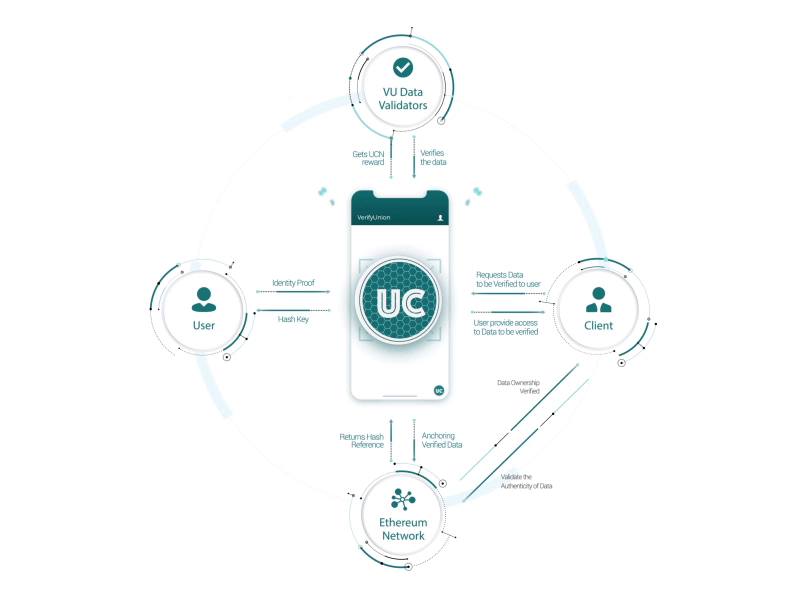 VU Data
Validators
Gets UCN
reward
Verifies
the data
VerifyUnion
Identity Proof
Hash Key
User
UC
Requests Data
to be Verified to user
User provide access
to Data to be verified
Client
UC
Data Ownership
Verified
Returns Hash
Reference
Anchoring
Verified Data
Validate the
Authenticity of Data
Ethereum
Network